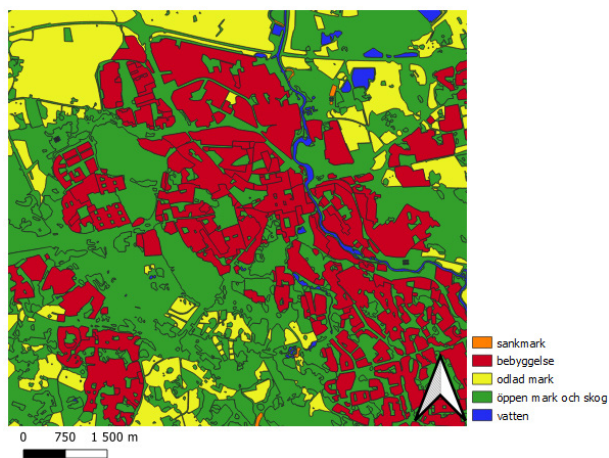 sankmark
bebyggelse
odlad mark
öppen mark och skog
vatten
0 750 1 500 m